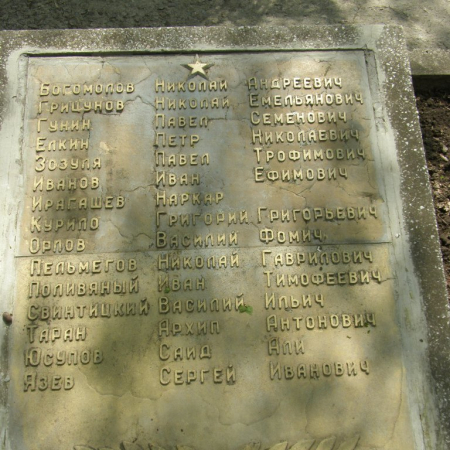 Богомолов Николай Андреевич
Грицунов Николай Емельянович
Гунин Павел Семенович
Елкин Петр Николаевич
Зозуля Павел Трофимович
Иванов Иван Ефимович
Ирагашев Наркар
Курило Григорий Григорьевич
Орлов Василий Фомич
Пельмегов Николай Гаврилович
Поливяный Иван Тимофеевич
Свинтицкий Василий Ильич
Таран Архип Антонович
Юсупов Саид Али
Язев Сергей Иванович